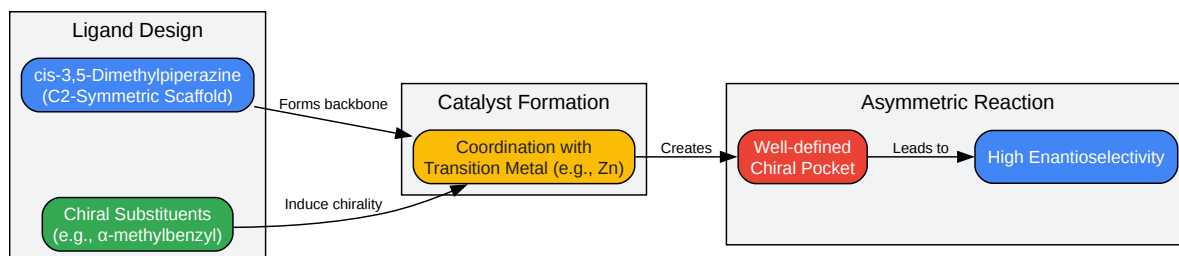 Ligand Design
cis-3,5-Dimethylpiperazine
(C2-Symmetric Scaffold)
Chiral Substituents
(e.g., α-methylbenzyl)
Forms backbone
Induce chirality
Catalyst Formation
Coordination with
Transition Metal (e.g., Zn)
Creates
Asymmetric Reaction
Well-defined
Chiral Pocket
Leads to
High Enantioselectivity